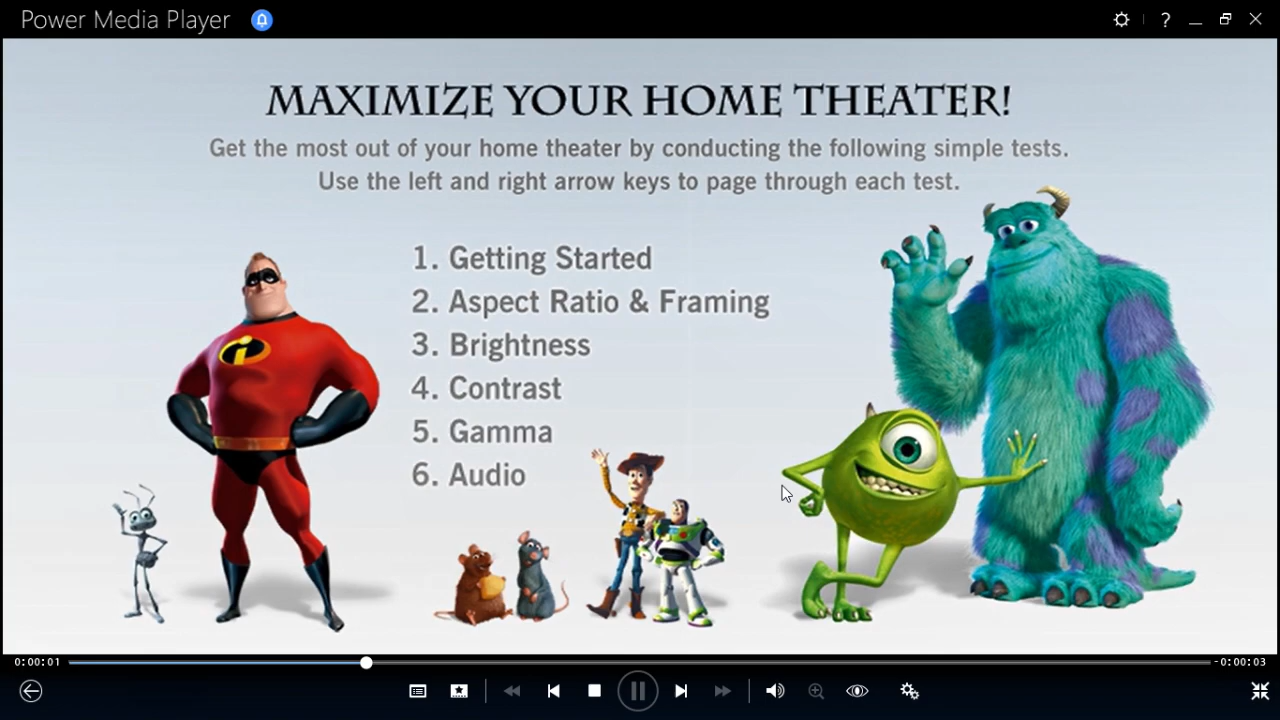 Power Media Player
MAXIMIZE YOUR HOME THEATER!
Get the most out of your home theater by conducting the following simple tests.
Use the left and right arrow keys to page through each test.
1. Getting Started
2. Aspect Ratio & Framing
3. Brightness
4. Contrast
5. Gamma
6. Audio
0:00:01
-0:00:03